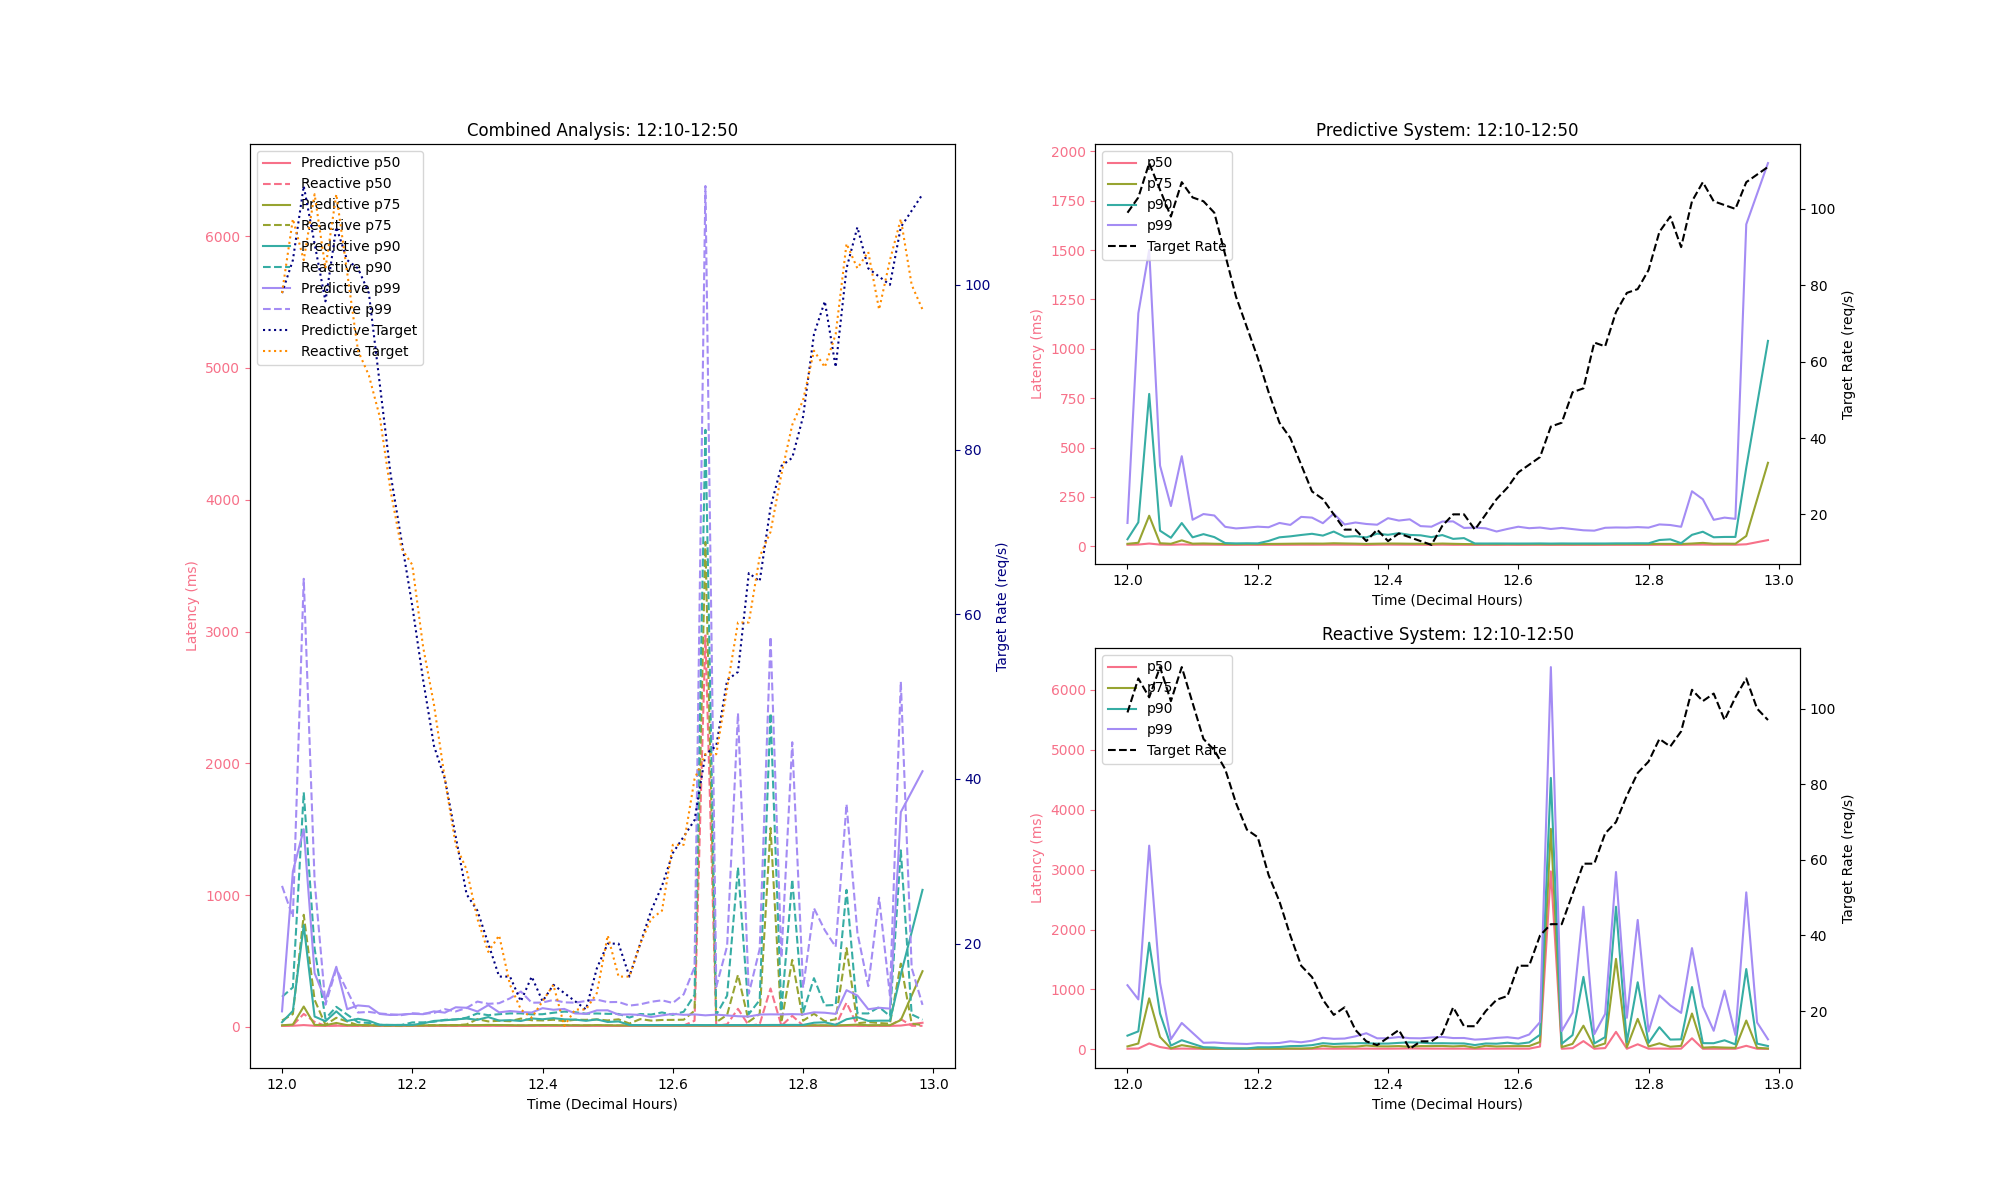 Combined Analysis: 12:10-12:50
Predictive p50
Reactive p50
Predictive p75
Reactive p75
Predictive p90
Reactive p90
Predictive p99
Reactive p99
Predictive Target
Reactive Target
Latency (ms)
6000
5000
4000
3000
2000
1000
0
100
80
60
40
20
Target Rate (req/s)
12.0 12.2 12.4 12.6 12.8 13.0
Time (Decimal Hours)
Predictive System: 12:10-12:50
p50
p75
p90
p99
Target Rate
Latency (ms)
2000
1750
1500
1250
1000
750
500
250
0
100
80
60
40
20
Target Rate (req/s)
12.0 12.2 12.4 12.6 12.8 13.0
Time (Decimal Hours)
Reactive System: 12:10-12:50
p50
p75
p90
p99
Target Rate
Latency (ms)
6000
5000
4000
3000
2000
1000
0
100
80
60
40
20
Target Rate (req/s)
12.0 12.2 12.4 12.6 12.8 13.0
Time (Decimal Hours)